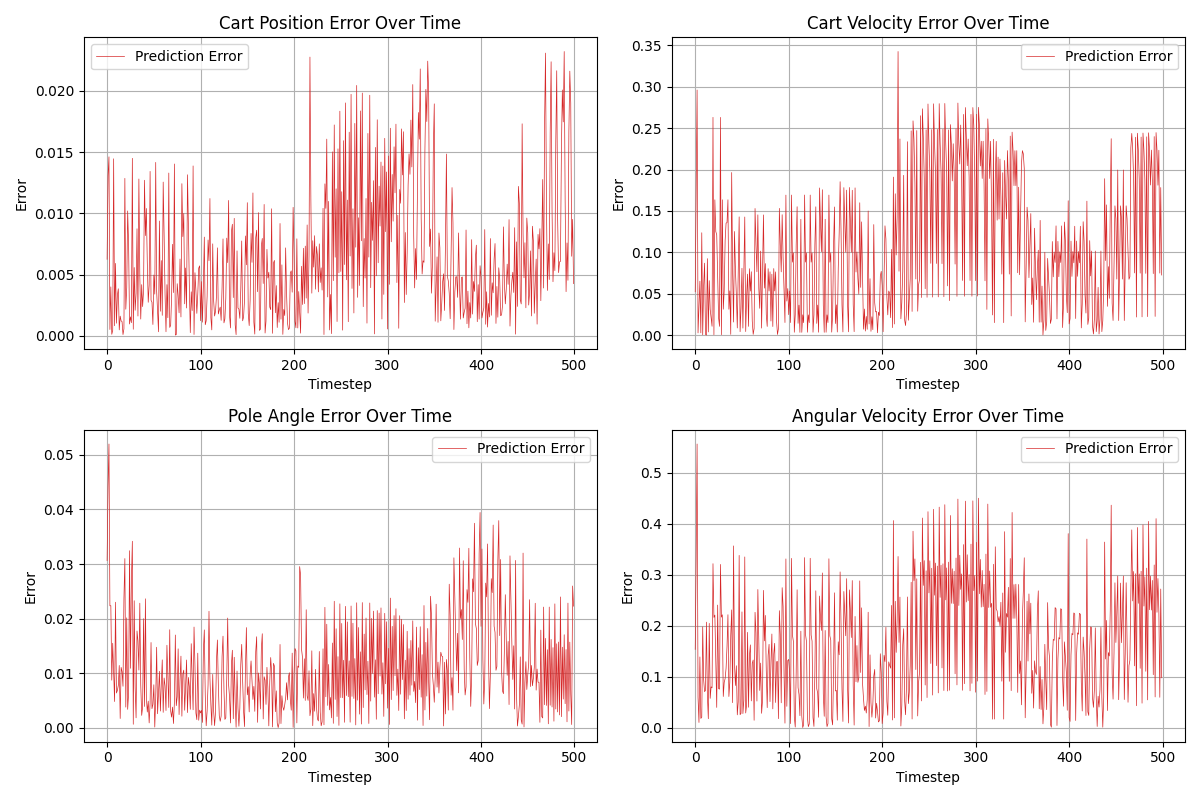 Cart Position Error Over Time
Prediction Error
Error
0.020
0.015
0.010
0.005
0.000
0 100 200 300 400 500
Timestep
Cart Velocity Error Over Time
Prediction Error
Error
0.35
0.30
0.25
0.20
0.15
0.10
0.05
0.00
0 100 200 300 400 500
Timestep
Pole Angle Error Over Time
Prediction Error
Error
0.05
0.04
0.03
0.02
0.01
0.00
0 100 200 300 400 500
Timestep
Angular Velocity Error Over Time
Prediction Error
Error
0.5
0.4
0.3
0.2
0.1
0.0
0 100 200 300 400 500
Timestep